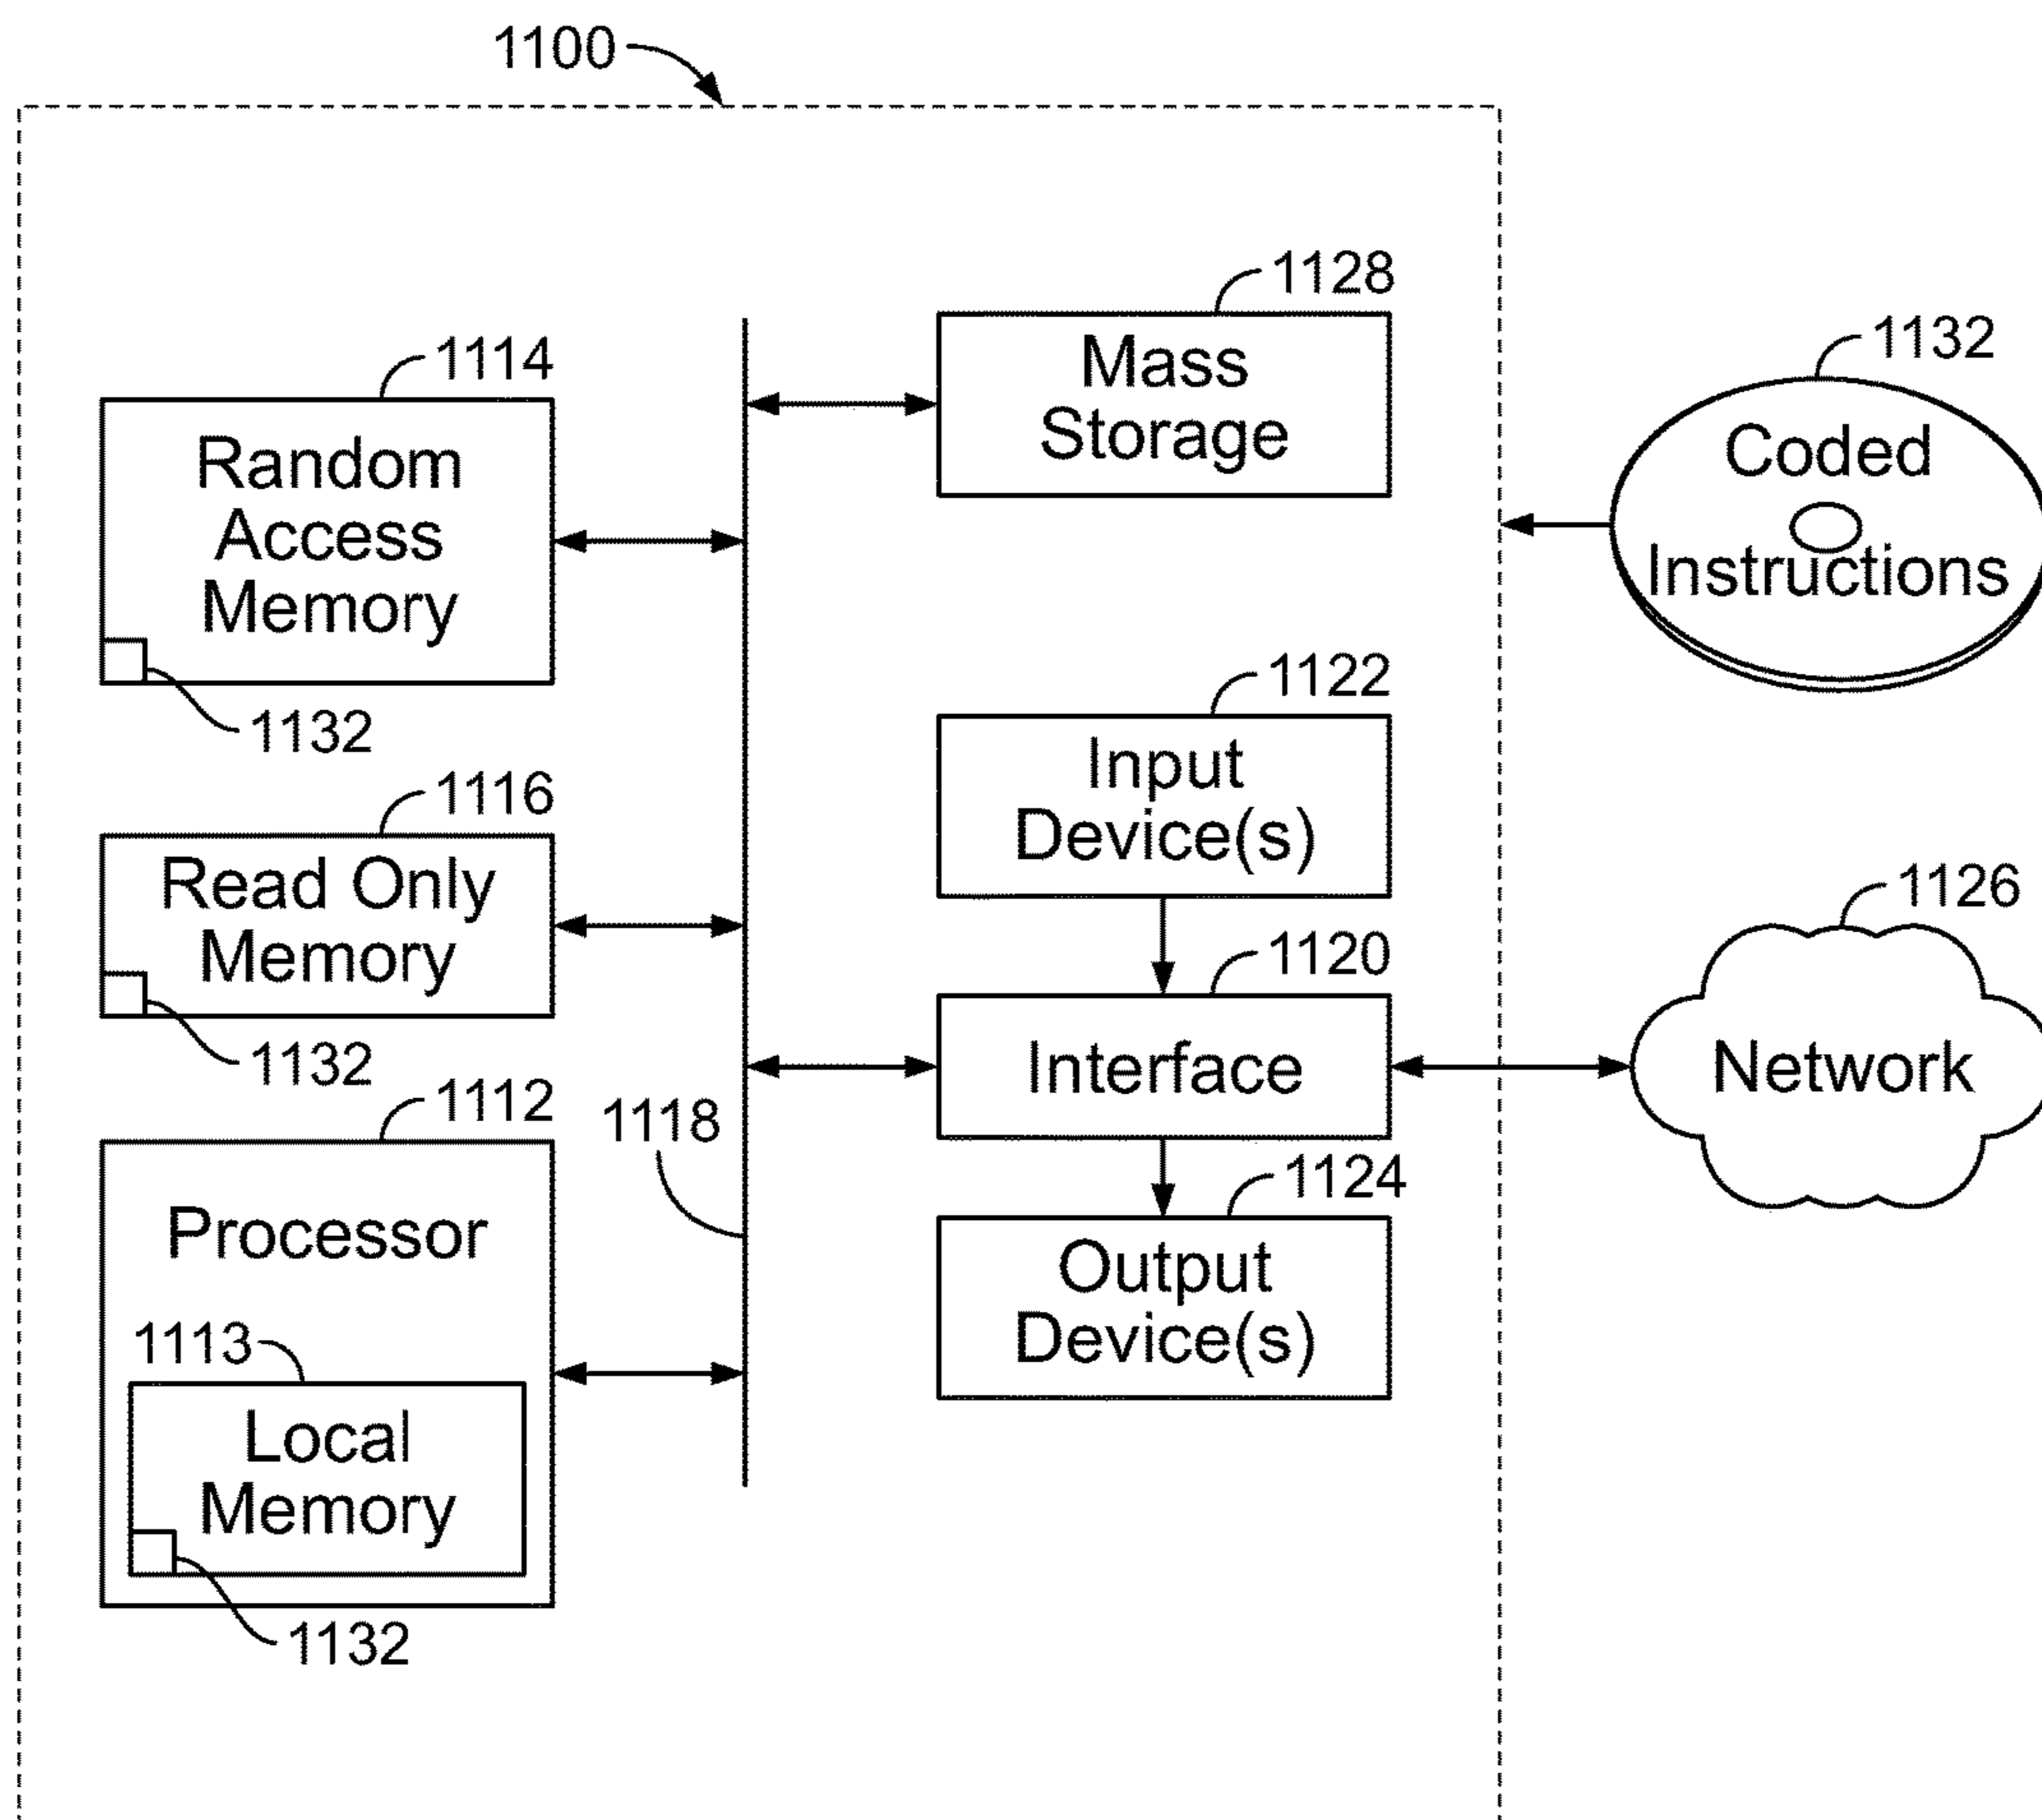 1100
1128
Mass
Storage
1114
Random
Access
Memory
1132
1132
Coded
Instructions
1122
Input
Device(s)
1116
Read Only
Memory
1132
1120
Interface
1126
Network
1112
Processor
1118
1113
Local
Memory
1132
1124
Output
Device(s)